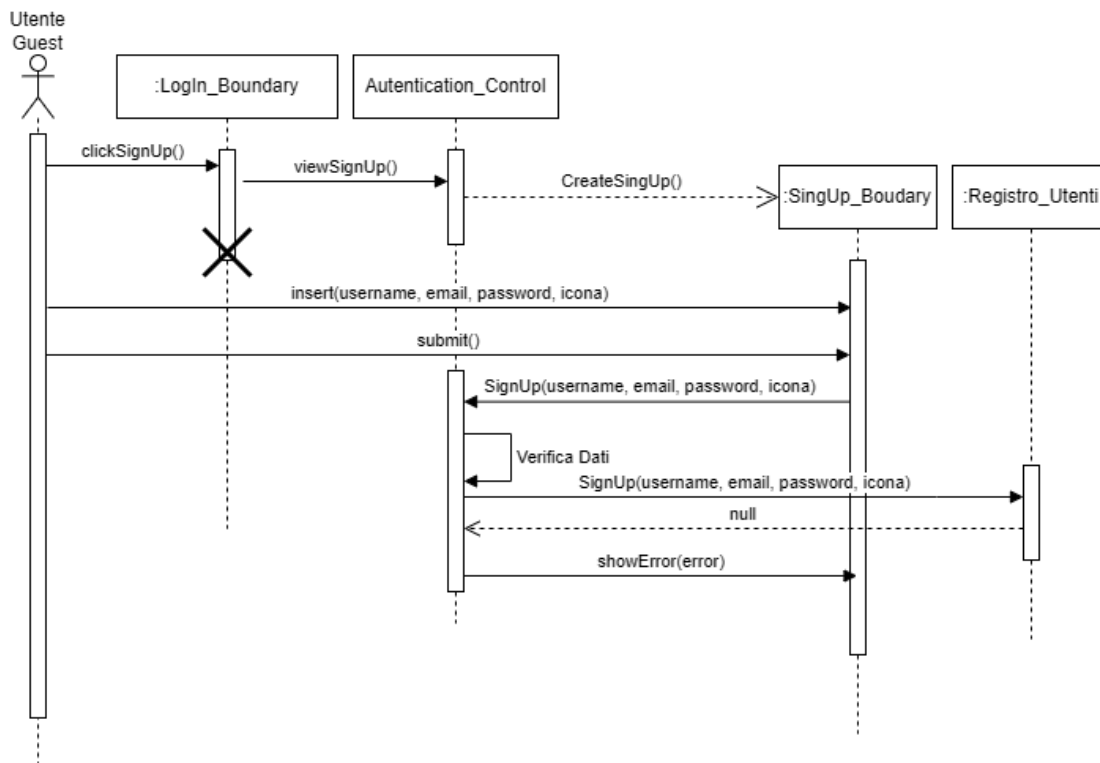 Utente
Guest
:LogIn_Boundary
Autentication_Control
clickSignUp()
viewSignUp()
CreateSingUp()
:SingUp_Boudary
:Registro_Utenti
insert(username, email, password, icona)
submit()
SignUp(username, email, password, icona)
Verifica Dati
SignUp(username, email, password, icona)
null
showError(error)